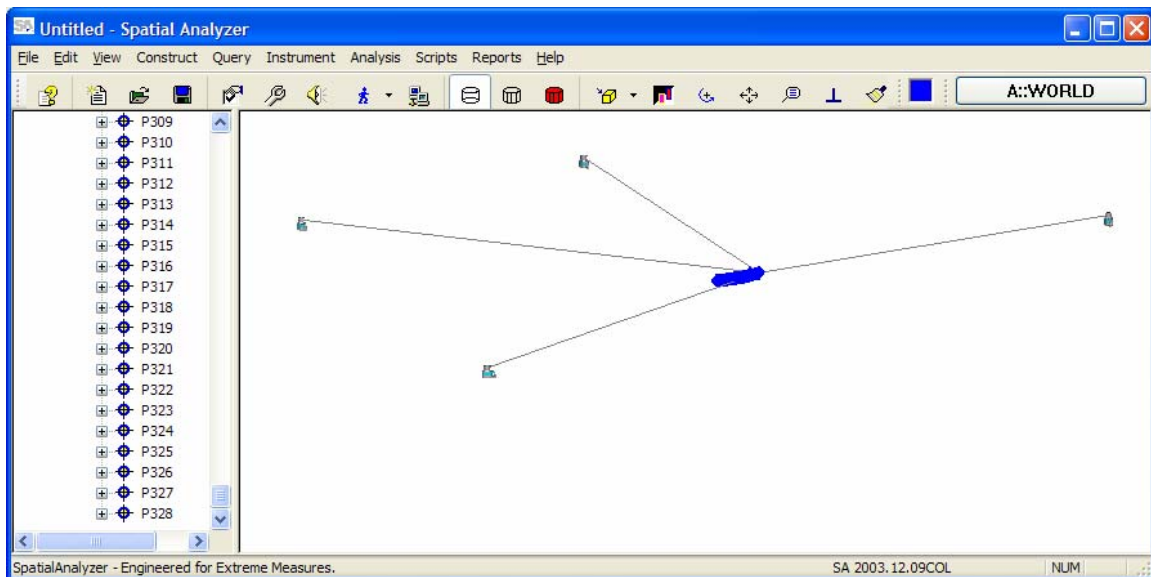 SA Untitled - Spatial Analyzer
File Edit View Construct Query Instrument Analysis Scripts Reports Help
A::WORLD
P309
P310
P311
P312
P313
P314
P315
P316
P317
P318
P319
P320
P321
P322
P323
P324
P325
P326
P327
P328
SpatialAnalyzer - Engineered for Extreme Measures. SA 2003.12.09COL NUM